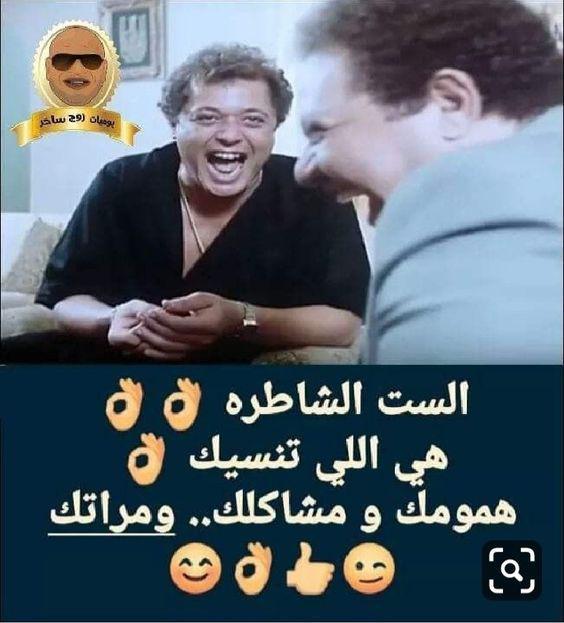 يوميات زوج ساخر
الست الشاطره 👌 👌
هي اللي تنسيك 👌
همومك و مشاكلك.. ومراتك
😉👍👌😊